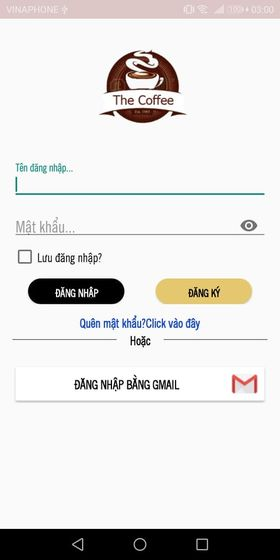 VINAPHONE
03:00
The Coffee
Tên đăng nhập...
Mật khẩu...
Lưu đăng nhập?
ĐĂNG NHẬP
ĐĂNG KÝ
Quên mật khẩu?Click vào đây
Hoặc
ĐĂNG NHẬP BẰNG GMAIL